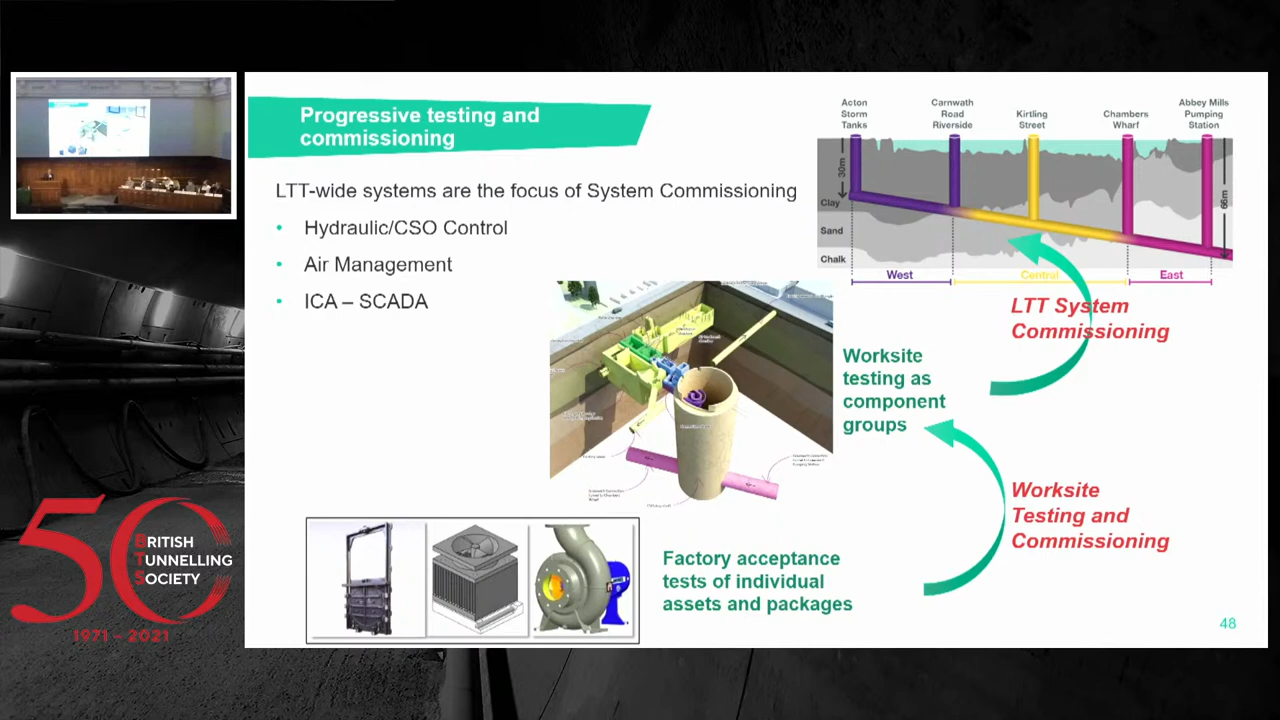 Progressive testing and
commissioning
LTT-wide systems are the focus of System Commissioning
• Hydraulic/CSO Control
• Air Management
• ICA – SCADA
Acton
Storm
Tanks
Carnwath
Road
Riverside
Kirtling
Street
Chambers
Wharf
Abbey Mills
Pumping
Station
30m
66m
Clay
Sand
Chalk
West
Central
East
LTT System
Commissioning
Worksite
testing as
component
groups
Worksite
Testing and
Commissioning
Factory acceptance
tests of individual
assets and packages
48
50
BRITISH
TUNNELLING
SOCIETY
1971 – 2021